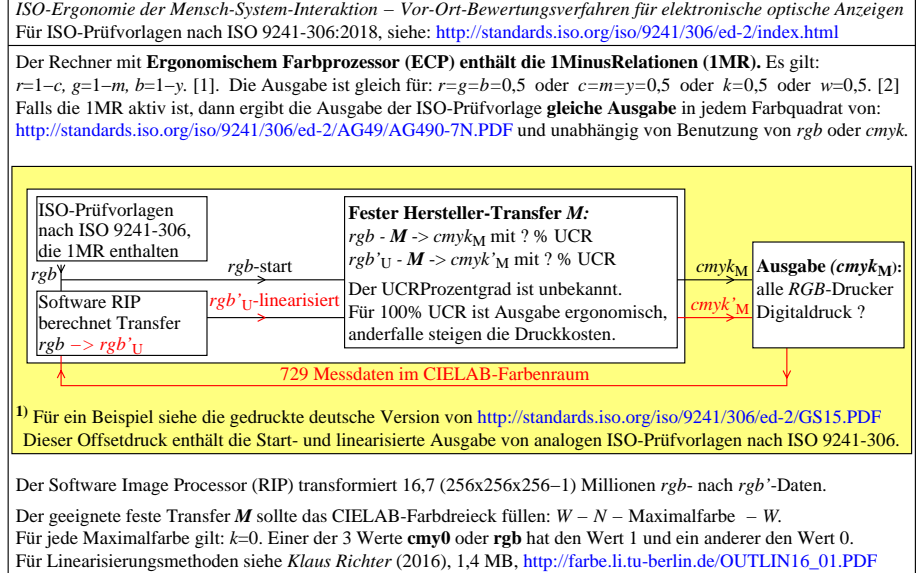 ISO-Ergonomie der Mensch-System-Interaktion – Vor-Ort-Bewertungsverfahren für elektronische optische Anzeigen
Für ISO-Prüfvorlagen nach ISO 9241-306:2018, siehe: http://standards.iso.org/iso/9241/306/ed-2/index.html
Der Rechner mit Ergonomischem Farbprozessor (ECP) enthält die 1MinusRelationen (1MR). Es gilt:
r=1–c, g=1–m, b=1–y. [1]. Die Ausgabe ist gleich für: r=g=b=0,5 oder c=m=y=0,5 oder k=0,5 oder w=0,5. [2]
Falls die 1MR aktiv ist, dann ergibt die Ausgabe der ISO-Prüfvorlage gleiche Ausgabe in jedem Farbquadrat von:
http://standards.iso.org/iso/9241/306/ed-2/AG49/AG490-7N.PDF und unabhängig von Benutzung von rgb oder cmyk.
ISO-Prüfvorlagen
nach ISO 9241-306,
die 1MR enthalten
rgb
Software RIP
berechnet Transfer
rgb –> rgb'U
rgb-start
rgb'U-linearisiert
Fester Hersteller-Transfer M:
rgb - M -> cmykM mit ? % UCR
rgb'U - M -> cmyk'M mit ? % UCR
Der UCRProzentgrad ist unbekannt.
Für 100% UCR ist Ausgabe ergonomisch,
anderfalle steigen die Druckkosten.
cmykM
cmyk'M
Ausgabe (cmykM):
alle RGB-Drucker
Digitaldruck ?
729 Messdaten im CIELAB-Farbenraum
1) Für ein Beispiel siehe die gedruckte deutsche Version von http://standards.iso.org/iso/9241/306/ed-2/GS15.PDF
Dieser Offsetdruck enthält die Start- und linearisierte Ausgabe von analogen ISO-Prüfvorlagen nach ISO 9241-306.
Der Software Image Processor (RIP) transformiert 16,7 (256x256x256–1) Millionen rgb- nach rgb'-Daten.
Der geeignete feste Transfer M sollte das CIELAB-Farbdreieck füllen: W – N – Maximalfarbe – W.
Für jede Maximalfarbe gilt: k=0. Einer der 3 Werte cmy0 oder rgb hat den Wert 1 und ein anderer den Wert 0.
Für Linearisierungsmethoden siehe Klaus Richter (2016), 1,4 MB, http://farbe.li.tu-berlin.de/OUTLIN16_01.PDF